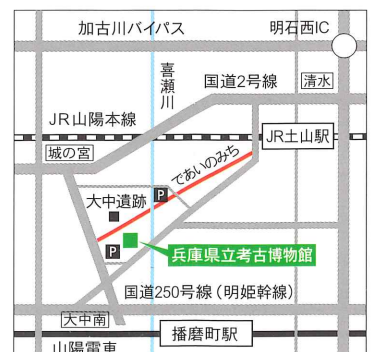 加古川バイパス
明石西IC
喜瀬川
国道2号線
清水
JR山陽本線
JR土山駅
城の宮
であいのみち
P
大中遺跡
P
兵庫県立考古博物館
国道250号線（明姫幹線）
大中南
播磨町駅
山陽電車